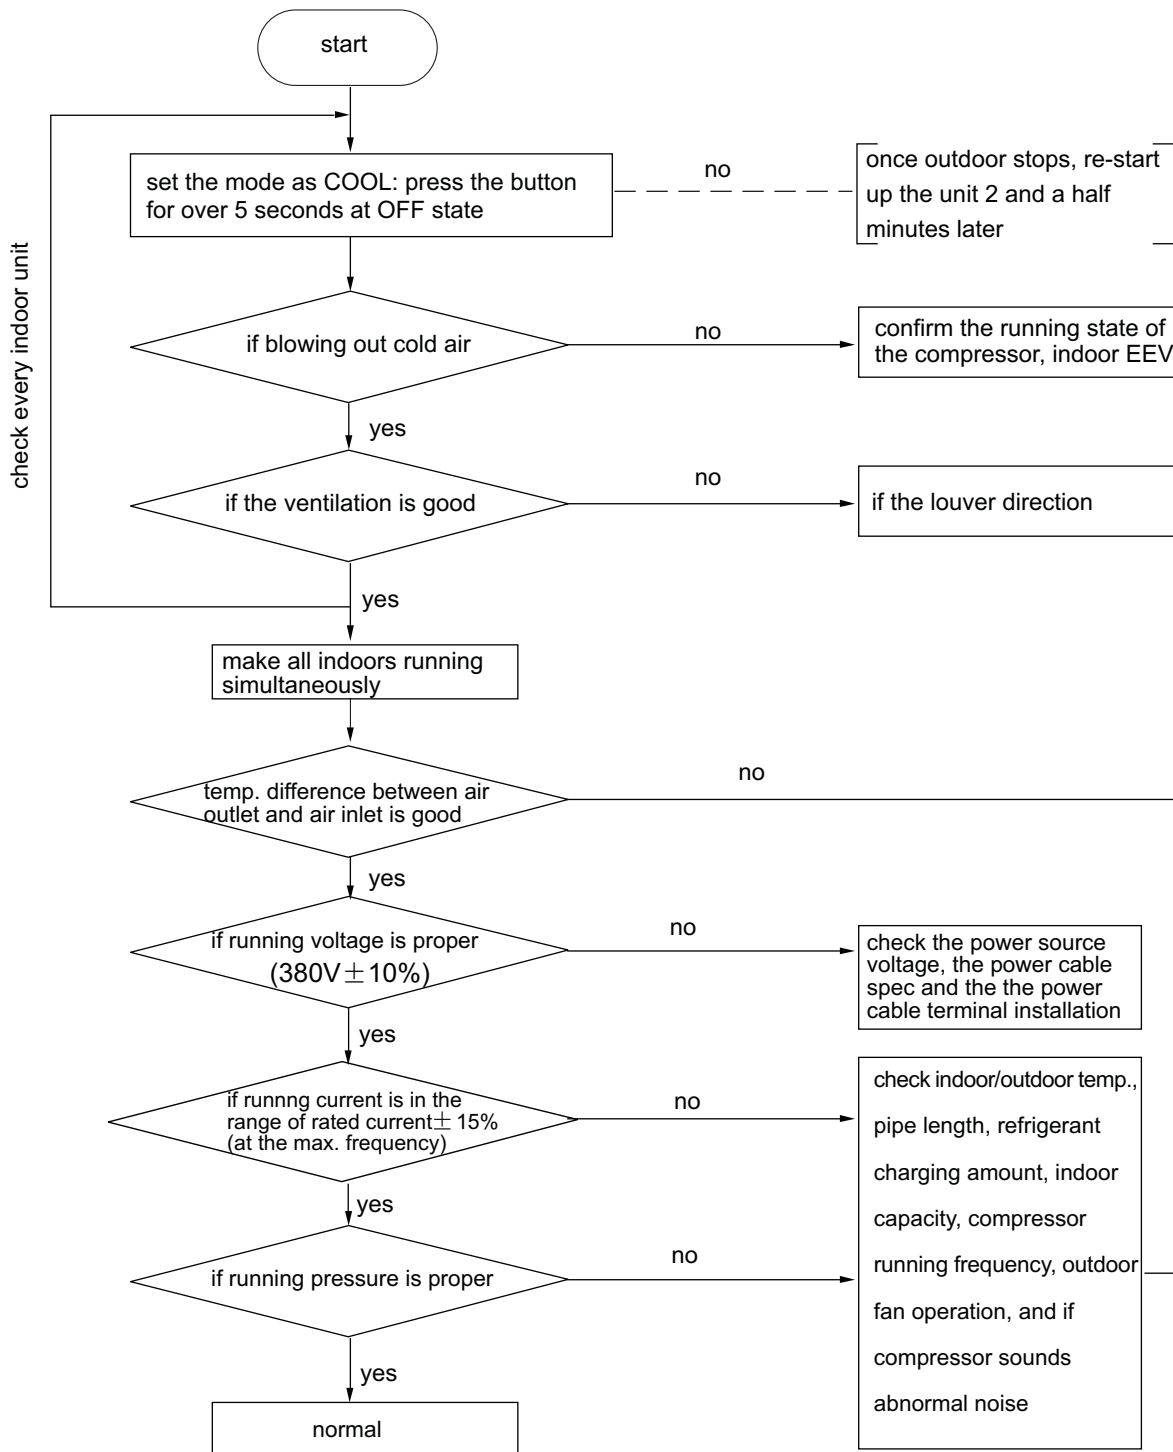 start
set the mode as COOL: press the button
for over 5 seconds at OFF state
no
once outdoor stops, re-start
up the unit 2 and a half
minutes later
check every indoor unit
if blowing out cold air
no
confirm the running state of
the compressor, indoor EEV
yes
if the ventilation is good
no
if the louver direction
yes
make all indoors running
simultaneously
temp. difference between air
outlet and air inlet is good
no
yes
if running voltage is proper
(380V±10%)
no
check the power source
voltage, the power cable
spec and the the power
cable terminal installation
yes
if runnng current is in the
range of rated current± 15%
(at the max. frequency)
no
check indoor/outdoor temp.,
pipe length, refrigerant
charging amount, indoor
capacity, compressor
running frequency, outdoor
fan operation, and if
compressor sounds
abnormal noise
yes
if running pressure is proper
no
yes
normal